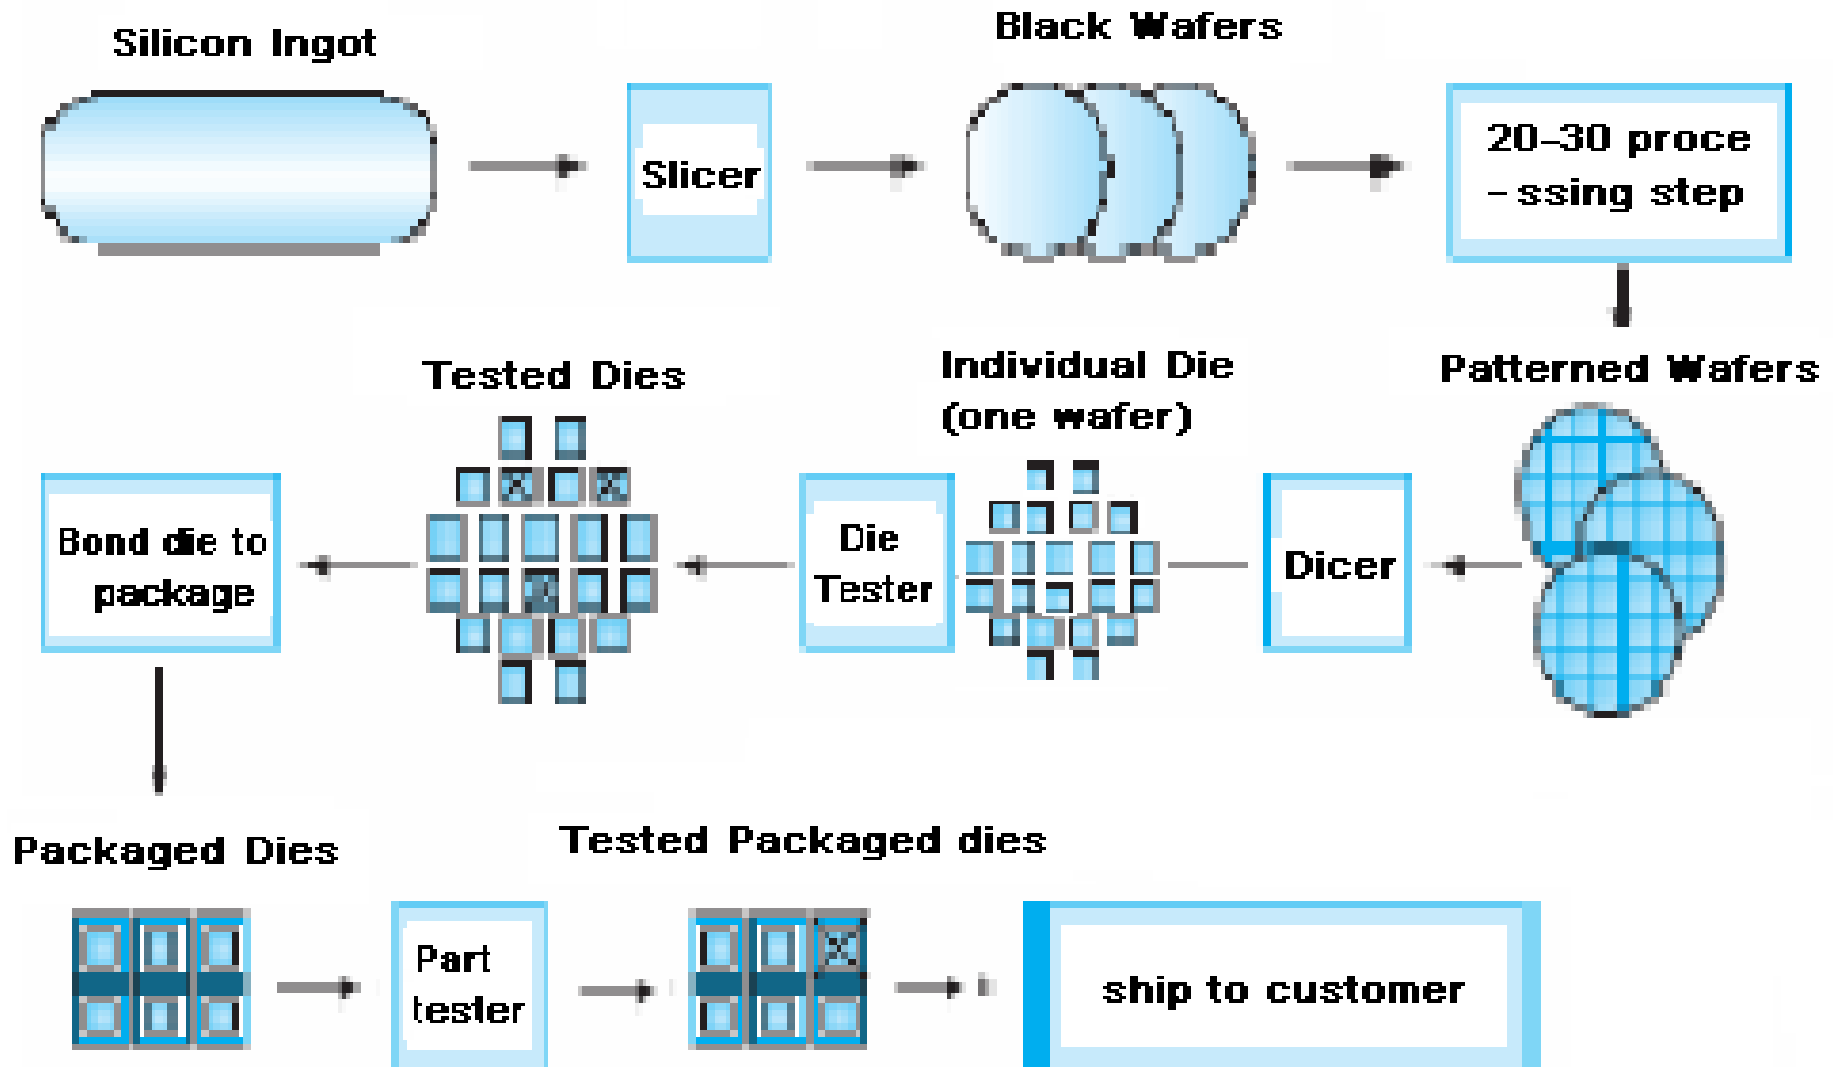 Silicon Ingot
Black Wafers
Slicer
20-30 proce
- ssing step
Tested Dies
Individual Die
(one wafer)
Patterned Wafers
Bond die to
package
Die
Tester
Dicer
Packaged Dies
Tested Packaged dies
Part
tester
ship to customer